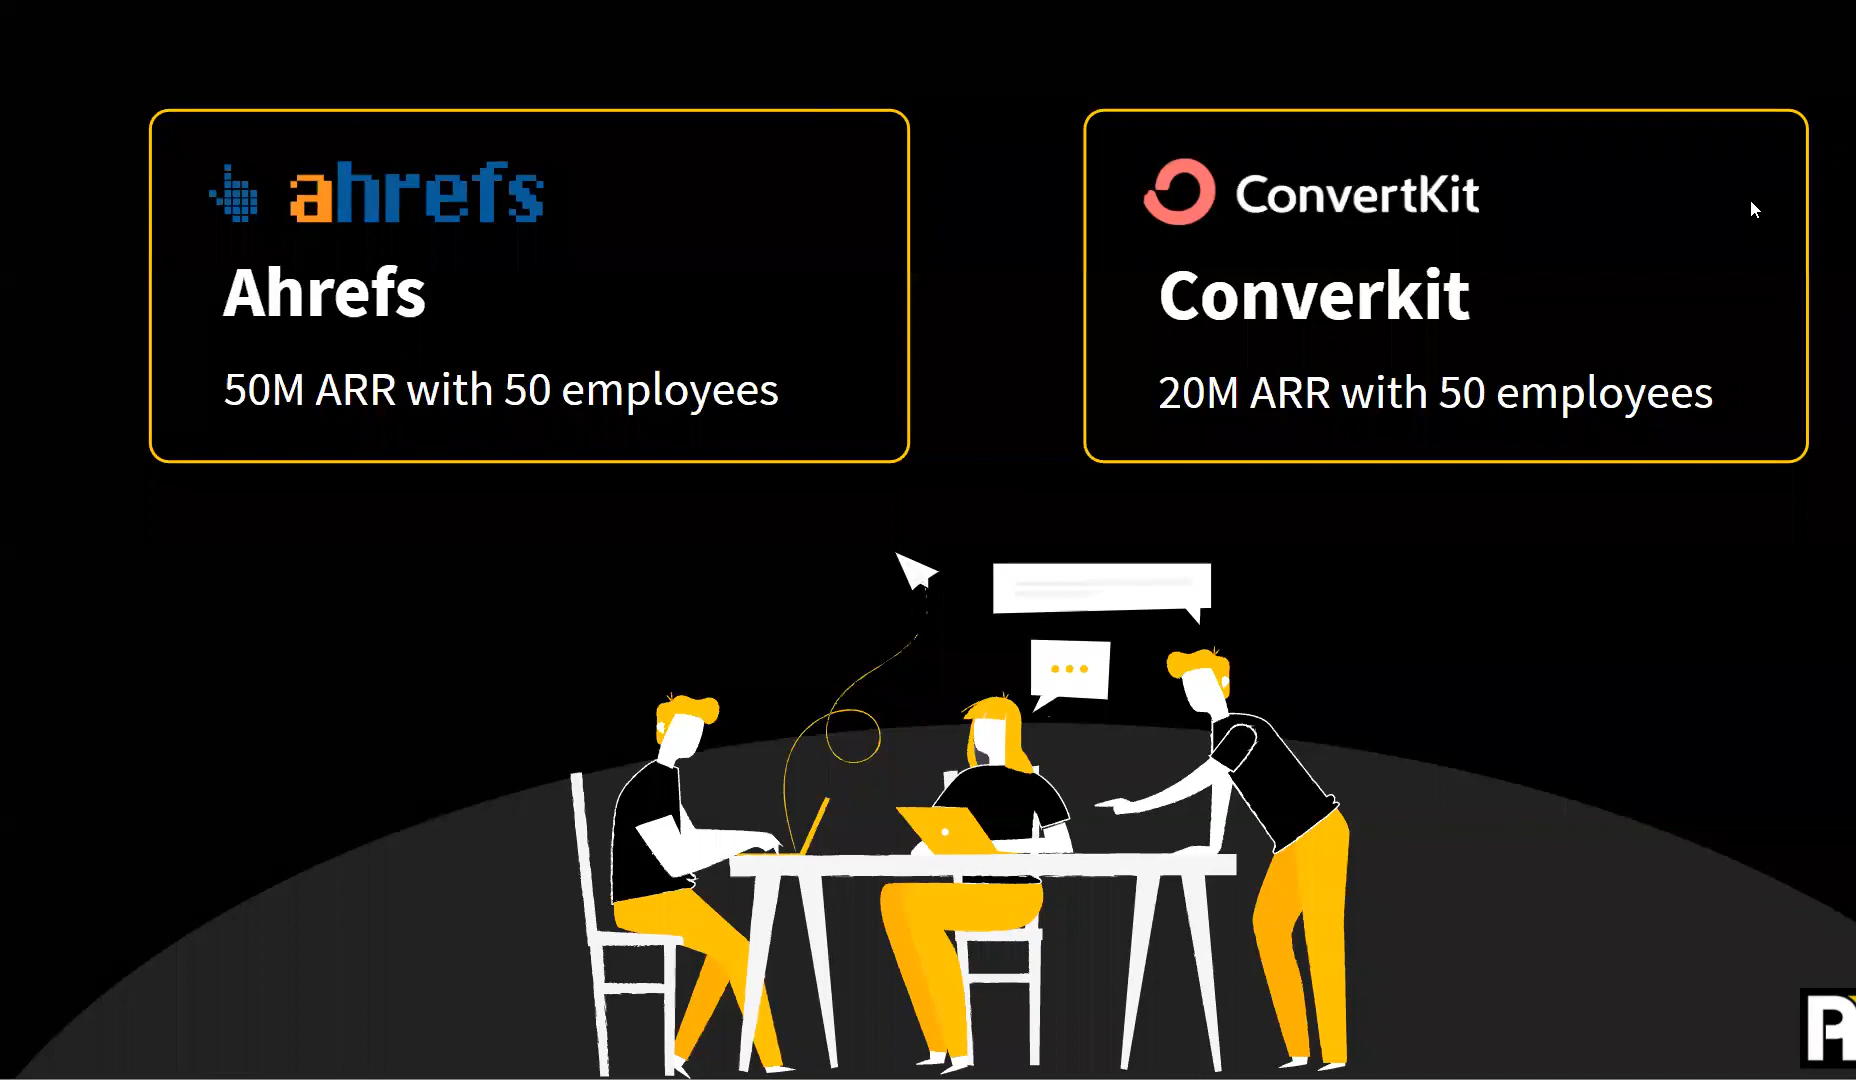 ahrefs
Ahrefs
50M ARR with 50 employees
ConvertKit
Converkit
20M ARR with 50 employees